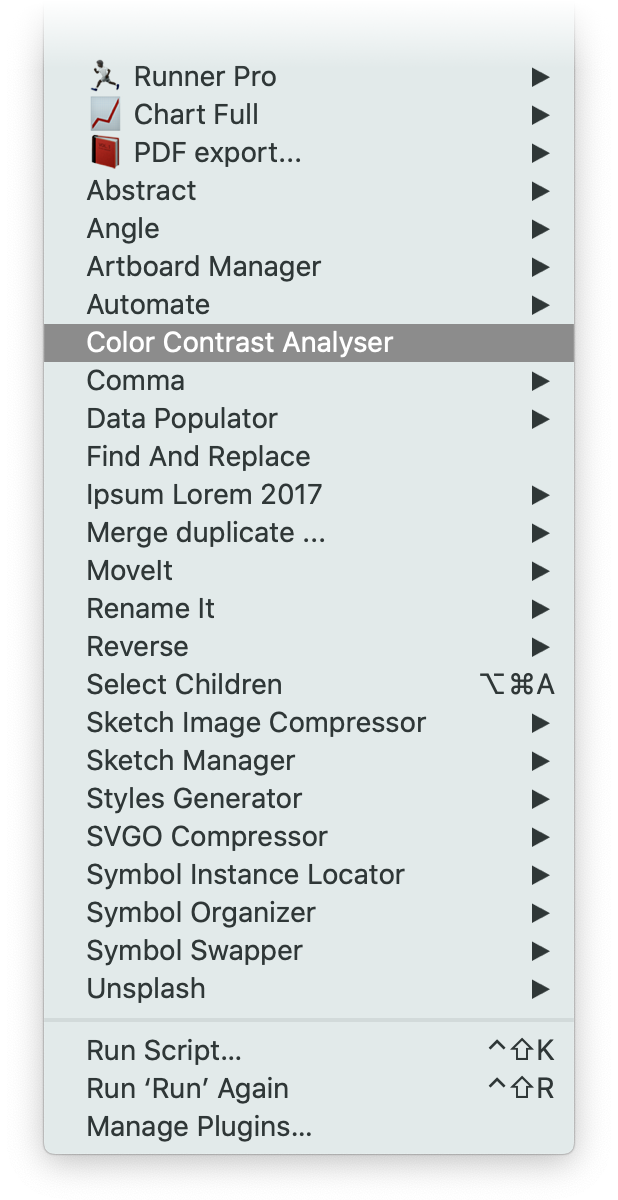 Runner Pro
Chart Full
PDF export...
Abstract
Angle
Artboard Manager
Automate
Color Contrast Analyser
Comma
Data Populator
Find And Replace
Ipsum Lorem 2017
Merge duplicate ...
MoveIt
Rename It
Reverse
Select Children ⌥⌘A
Sketch Image Compressor
Sketch Manager
Styles Generator
SVGO Compressor
Symbol Instance Locator
Symbol Organizer
Symbol Swapper
Unsplash
Run Script... ^⇧K
Run ‘Run’ Again ^⇧R
Manage Plugins...